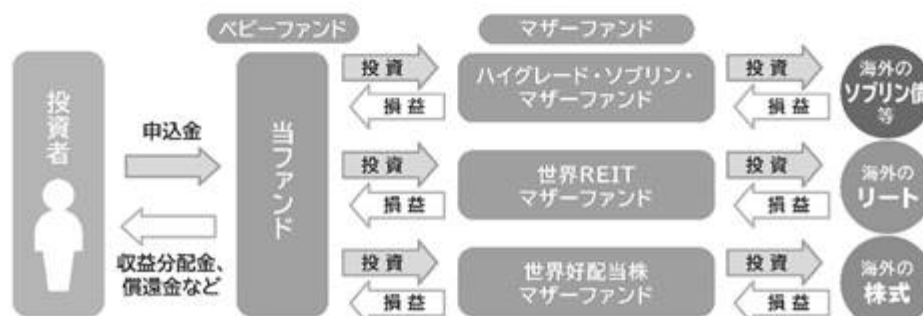 ベビーファンド
マザーファンド
投資者
申込金
収益分配金、
償還金など
当ファンド
投資
損益
ハイグレード・ソブリン・
マザーファンド
投資
損益
海外の
ソブリン債
等
投資
損益
世界REIT
マザーファンド
投資
損益
海外の
リート
投資
損益
世界好配当株
マザーファンド
投資
損益
海外の
株式